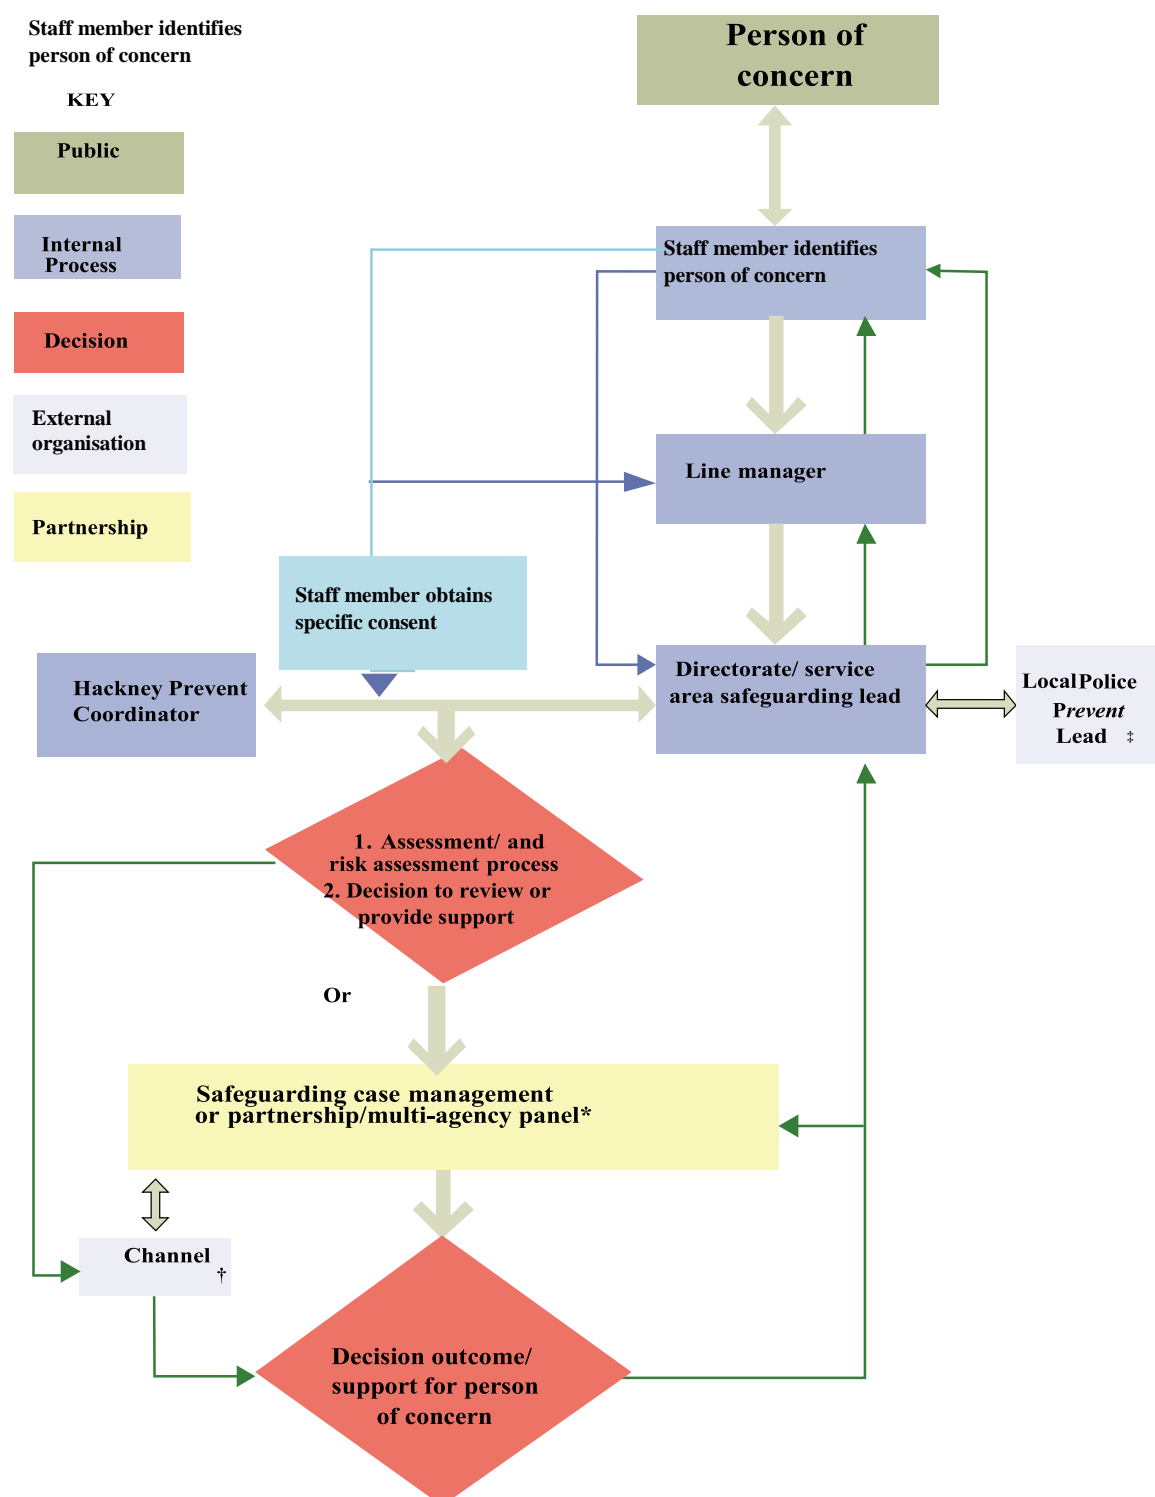 Staff member identifies
person of concern
KEY
Public
Internal
Process
Decision
External
organisation
Partnership
Person of
concern
Staff member identifies
person of concern
Line manager
Staff member obtains
specific consent
Hackney Prevent
Coordinator
Directorate/ service
area safeguarding lead
Local Police
Prevent
Lead ‡
1. Assessment/ and
risk assessment process
2. Decision to review or
provide support
Or
Safeguarding case management
or partnership/multi-agency panel*
Channel
†
Decision outcome/
support for person
of concern